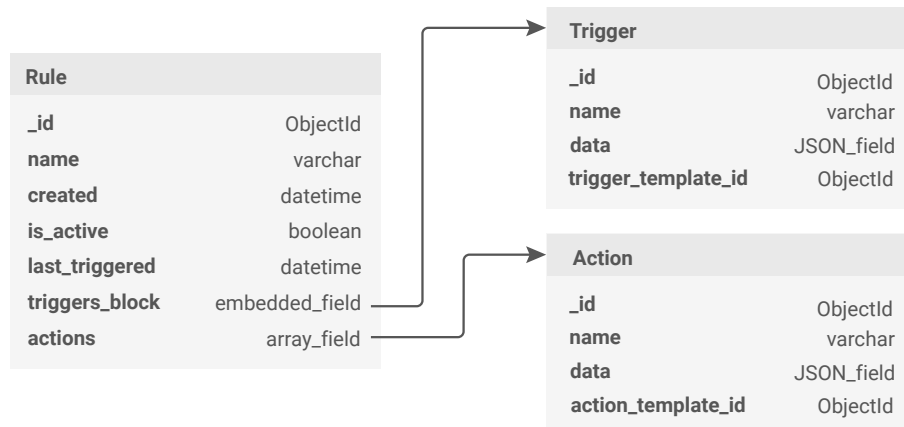 Rule
_id ObjectId
name varchar
created datetime
is_active boolean
last_triggered datetime
triggers_block embedded_field
actions array_field
Trigger
_id ObjectId
name varchar
data JSON_field
trigger_template_id ObjectId
Action
_id ObjectId
name varchar
data JSON_field
action_template_id ObjectId